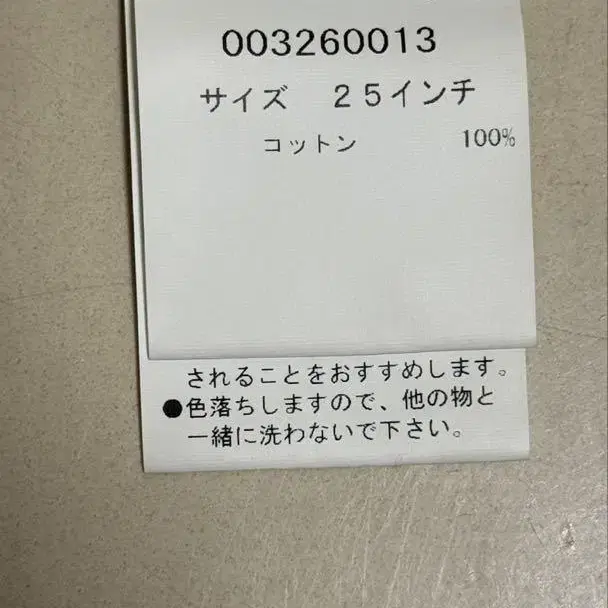 003260013
サイズ ２５インチ
コットン 100%
されることをおすすめします。
●色落ちしますので、他の物と
一緒に洗わないで下さい。